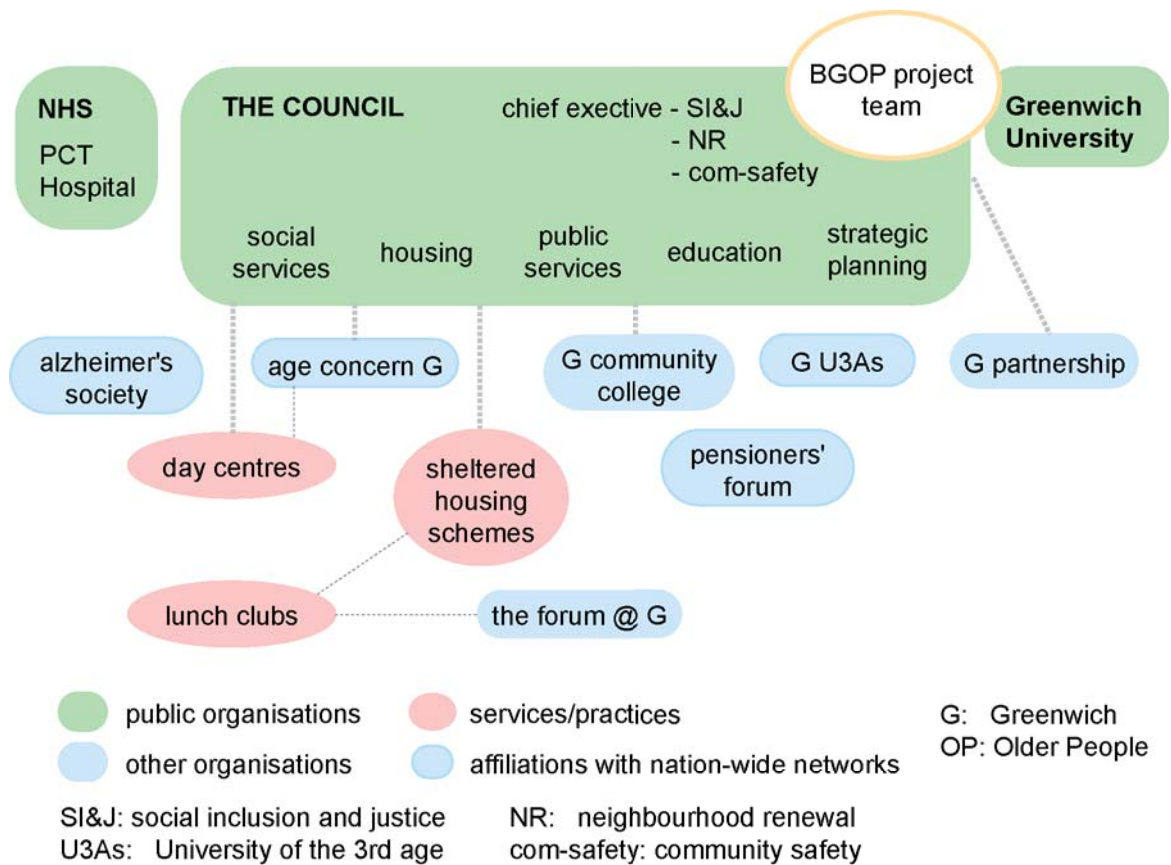 BGOP project
team
NHS
PCT
Hospital
THE COUNCIL
chief exective - SI&J
- NR
- com-safety
Greenwich
University
social
services
housing
public
services
education
strategic
planning
alzheimer's
society
age concern G
G community
college
G U3As
G partnership
day centres
sheltered
housing
schemes
pensioners'
forum
lunch clubs
the forum @ G
public organisations
services/practices
G: Greenwich
other organisations
affiliations with nation-wide networks
OP: Older People
SI&J: social inclusion and justice
NR: neighbourhood renewal
U3As: University of the 3rd age
com-safety: community safety